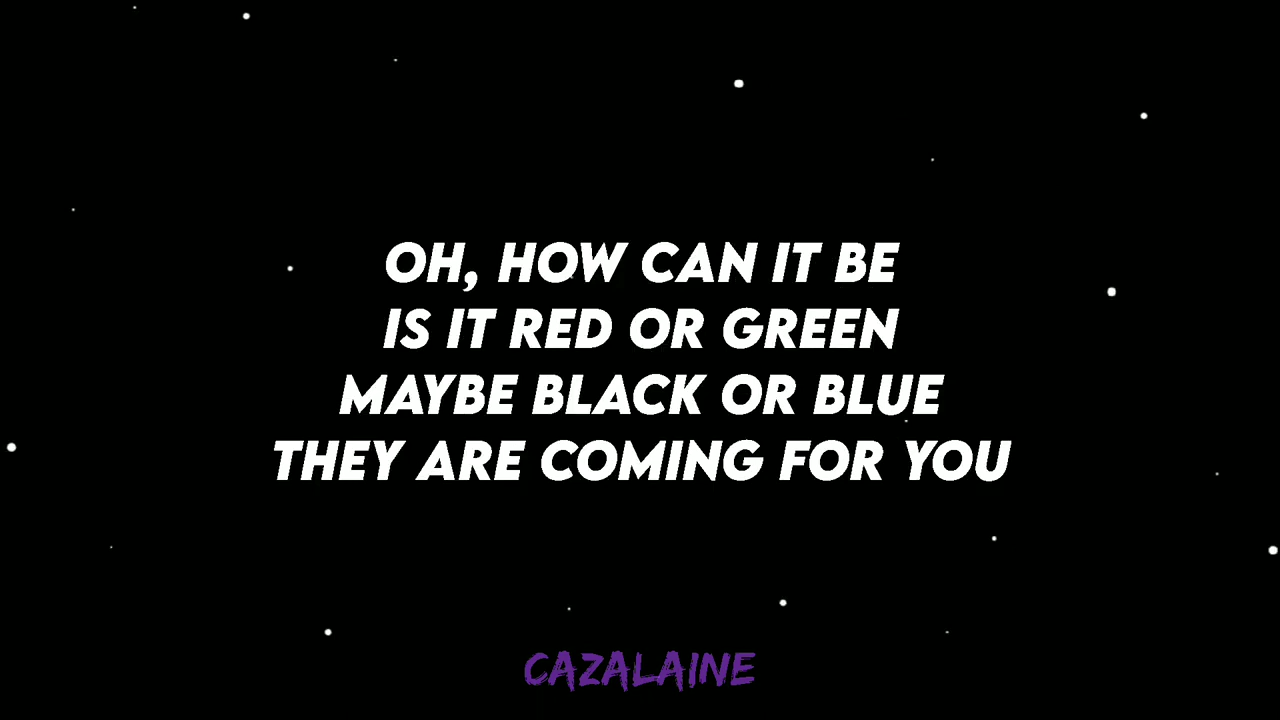 OH, HOW CAN IT BE
IS IT RED OR GREEN
MAYBE BLACK OR BLUE
THEY ARE COMING FOR YOU
CAZALAINE